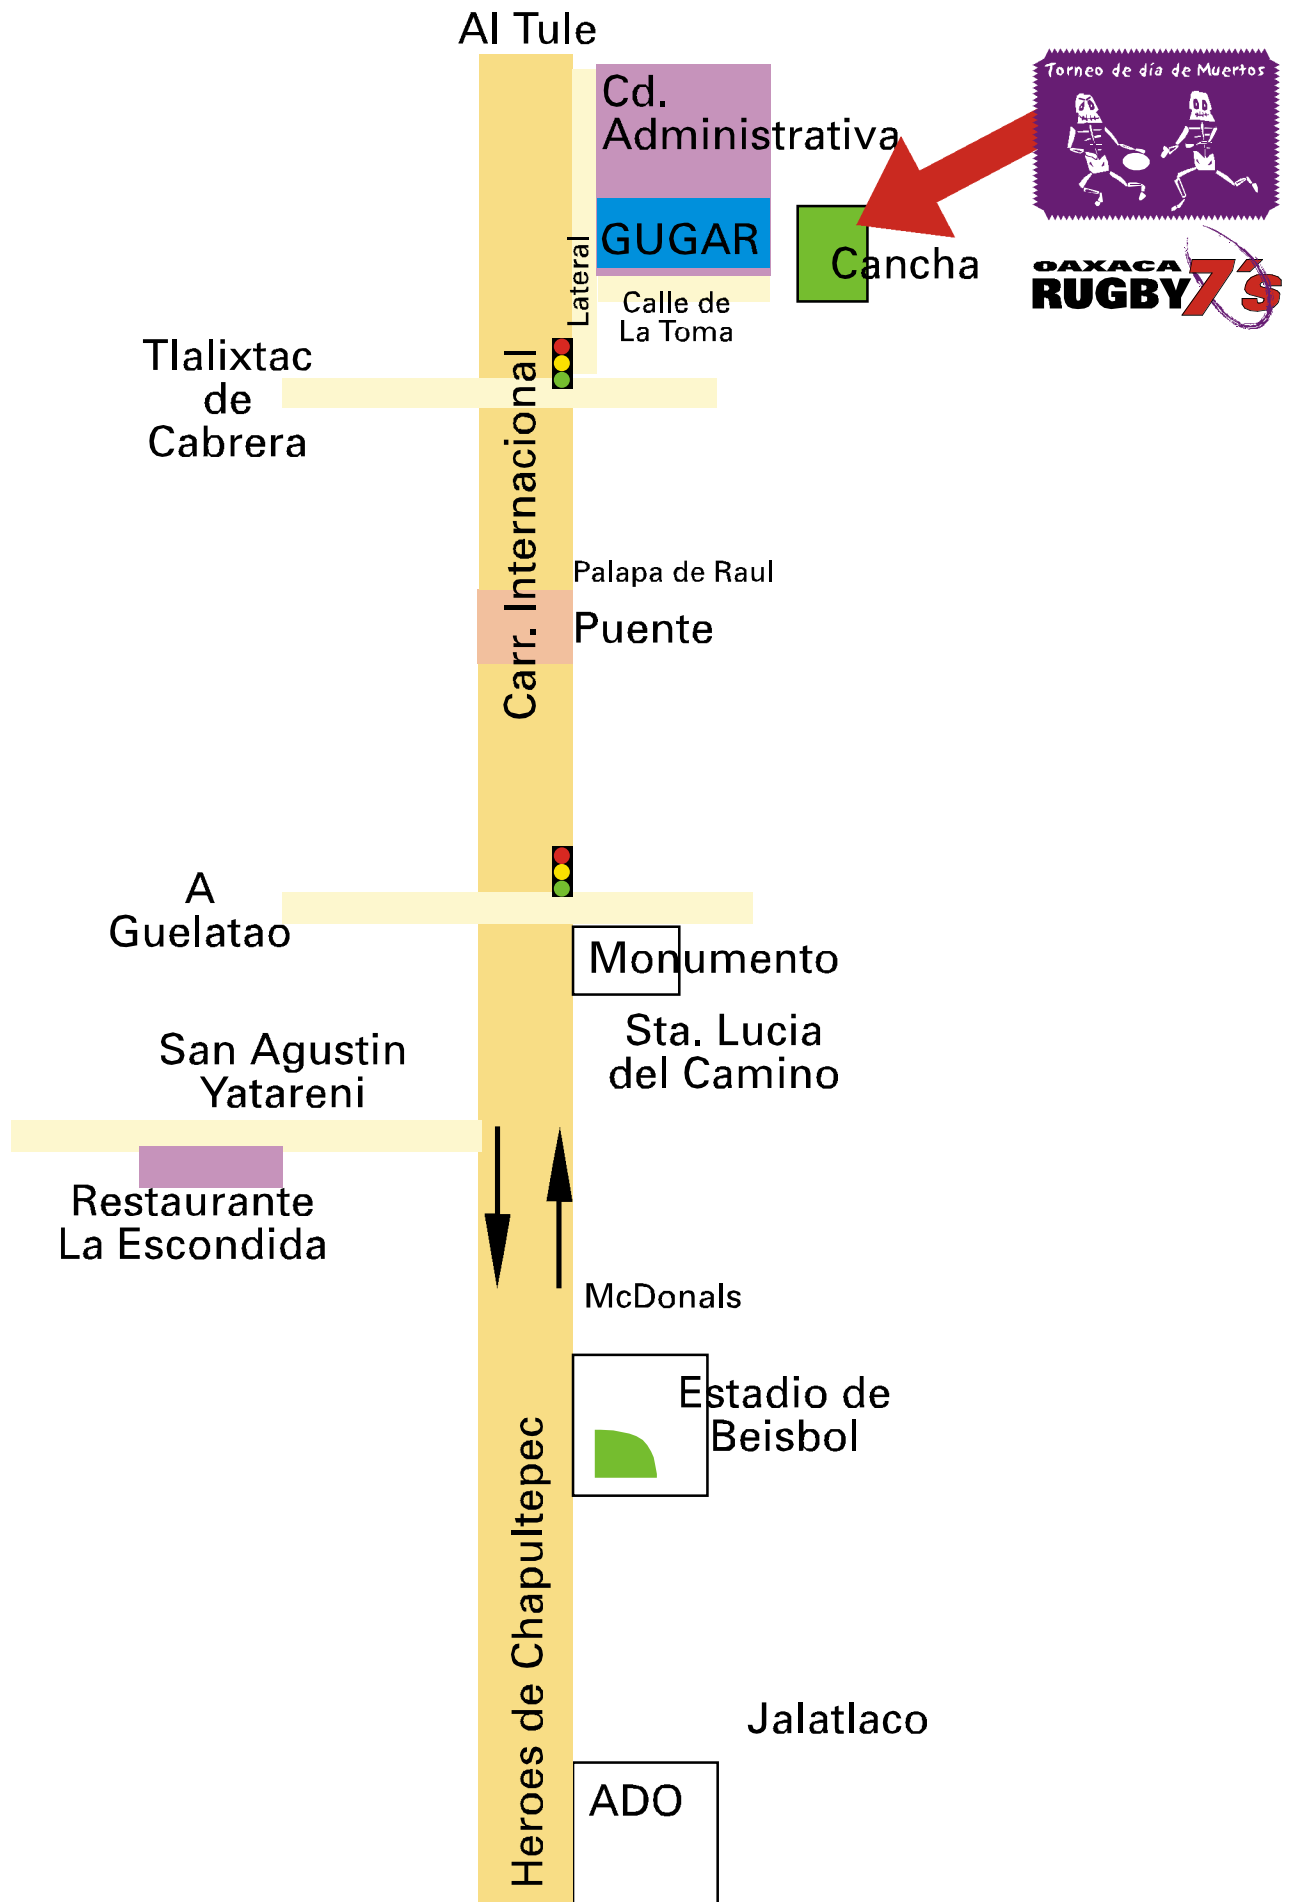 Al Tule
Torneo de día de Muertos
Cd.
Administrativa
GUGAR
Cancha
OAXACA
RUGBY 7's
Lateral
Calle de
La Toma
Tlalixtac
de
Cabrera
Carr. Internacional
Palapa de Raul
Puente
A
Guelatao
Monumento
Sta. Lucia
del Camino
San Agustin
Yatareni
Restaurante
La Escondida
McDonals
Estadio de
Beisbol
Heroes de Chapultepec
Jalatlaco
ADO